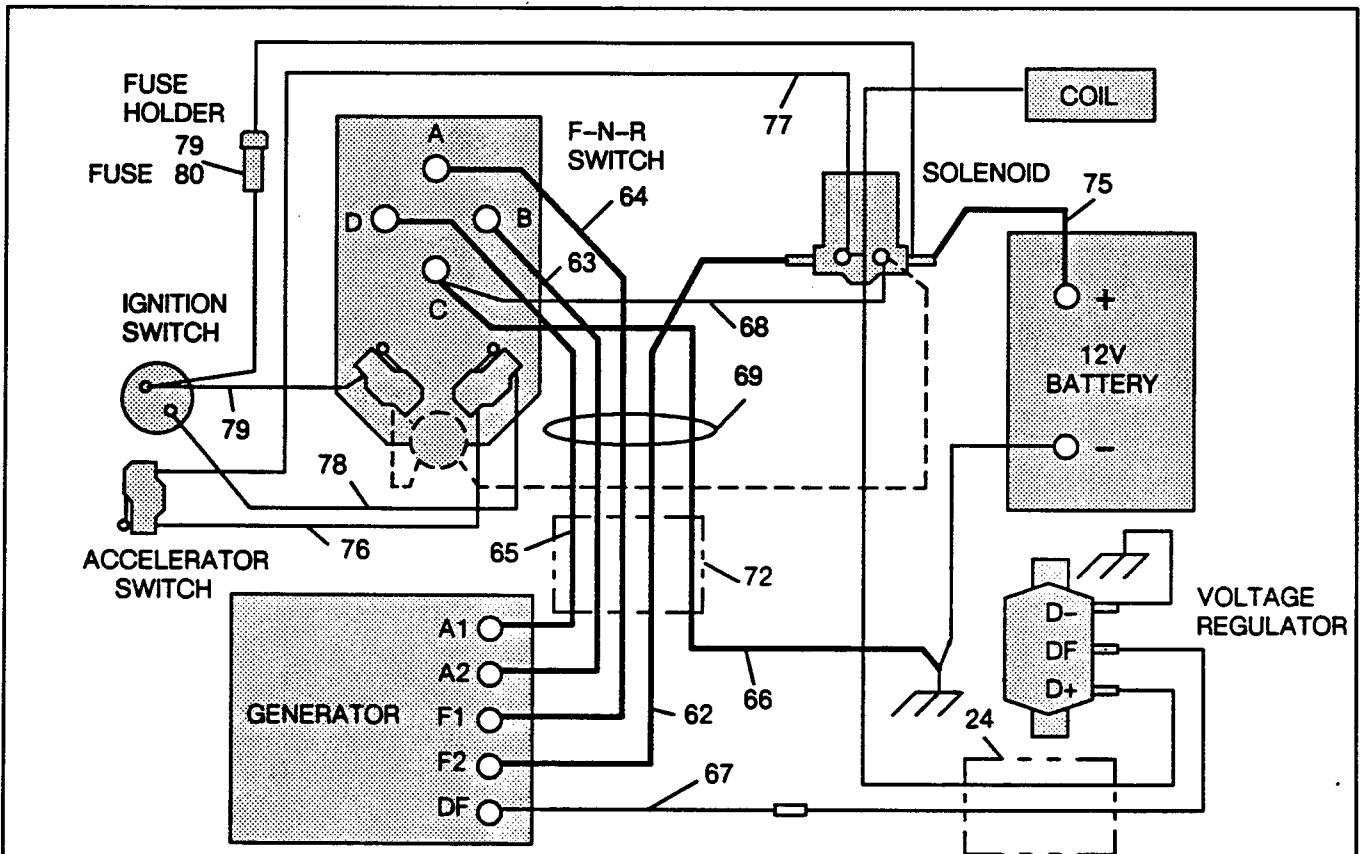 FUSE
HOLDER
79
FUSE 80
A
F-N-R
SWITCH
77
COIL
SOLENOID
75
64
D
B
63
C
68
+
12V
BATTERY
-
IGNITION
SWITCH
79
69
78
76
65
72
ACCELERATOR
SWITCH
VOLTAGE
REGULATOR
D-
DF
D+
A1
A2
GENERATOR
F1
F2
DF
66
62
24
67